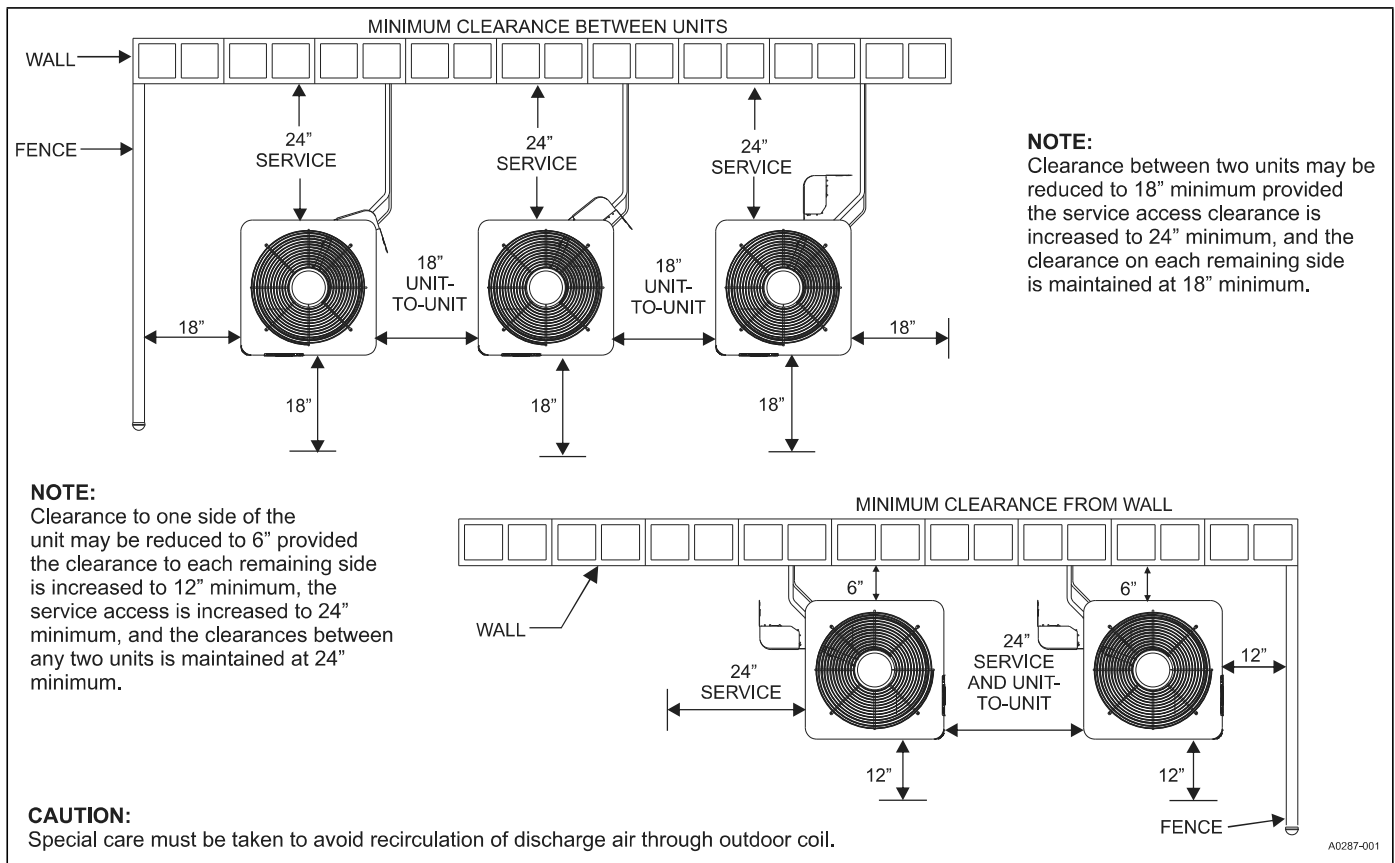 MINIMUM CLEARANCE BETWEEN UNITS
WALL
FENCE
24”
SERVICE
24”
SERVICE
24”
SERVICE
18”
UNIT-
TO-UNIT
18”
UNIT-
TO-UNIT
18”
18”
18”
18”
18”
NOTE:
Clearance between two units may be
reduced to 18” minimum provided
the service access clearance is
increased to 24” minimum, and the
clearance on each remaining side
is maintained at 18” minimum.
NOTE:
Clearance to one side of the
unit may be reduced to 6” provided
the clearance to each remaining side
is increased to 12” minimum, the
service access is increased to 24”
minimum, and the clearances between
any two units is maintained at 24”
minimum.
MINIMUM CLEARANCE FROM WALL
WALL
6”
6”
24”
SERVICE
24”
SERVICE
AND UNIT-
TO-UNIT
12”
12”
12”
FENCE
CAUTION:
Special care must be taken to avoid recirculation of discharge air through outdoor coil.
A0287-001